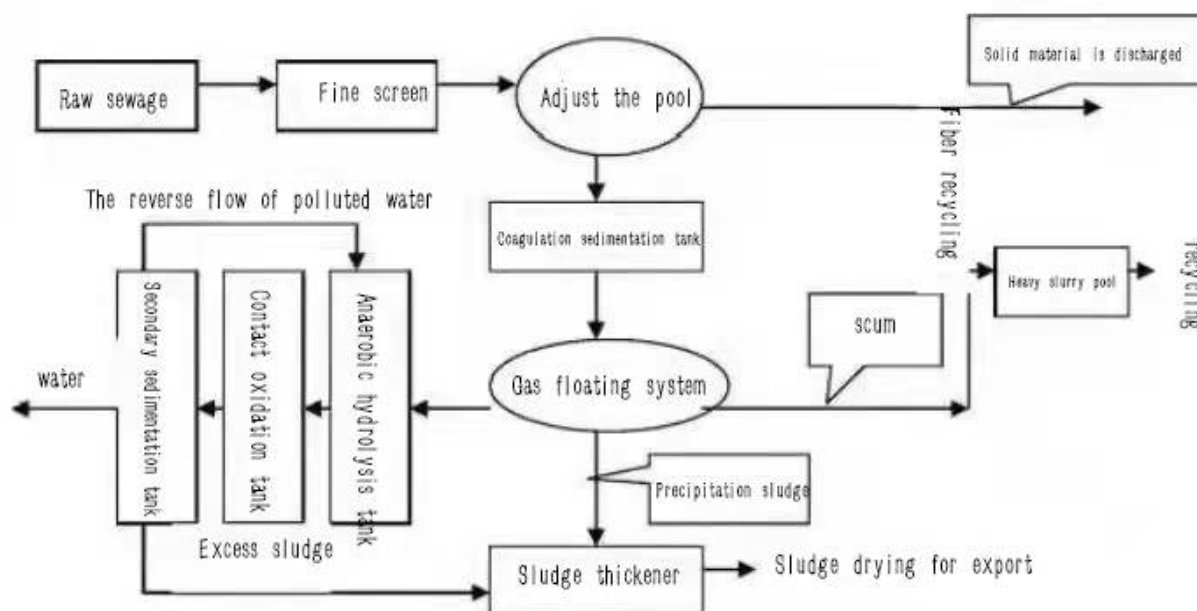 Solid material is discharged
Raw sewage
Fine screen
Adjust the pool
Fiber recycling
The reverse flow of polluted water
Coagulation sedimentation tank
Heavy slurry pool
recycling
Secondary sedimentation tank
Contact oxidation tank
Anaerobic hydrolysis tank
scum
water
Gas floating system
Precipitation sludge
Excess sludge
Sludge thickener
Sludge drying for export